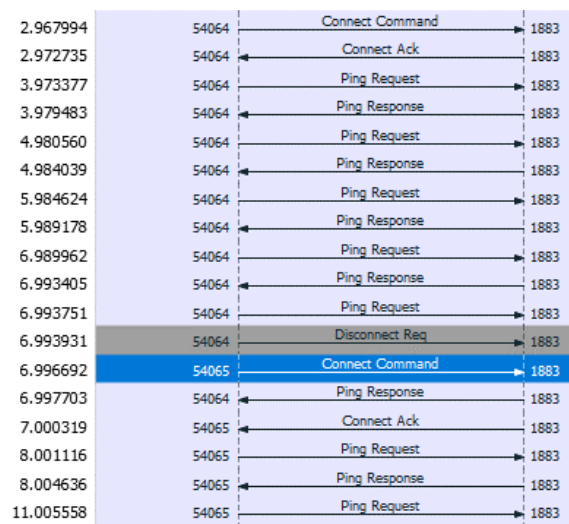 2.967994 54064 Connect Command 1883
2.972735 54064 Connect Ack 1883
3.973377 54064 Ping Request 1883
3.979483 54064 Ping Response 1883
4.980560 54064 Ping Request 1883
4.984039 54064 Ping Response 1883
5.984624 54064 Ping Request 1883
5.989178 54064 Ping Response 1883
6.989962 54064 Ping Request 1883
6.993405 54064 Ping Response 1883
6.993751 54064 Ping Request 1883
6.993931 54064 Disconnect Req 1883
6.996692 54065 Connect Command 1883
6.997703 54064 Ping Response 1883
7.000319 54065 Connect Ack 1883
8.001116 54065 Ping Request 1883
8.004636 54065 Ping Response 1883
11.005558 54065 Ping Request 1883